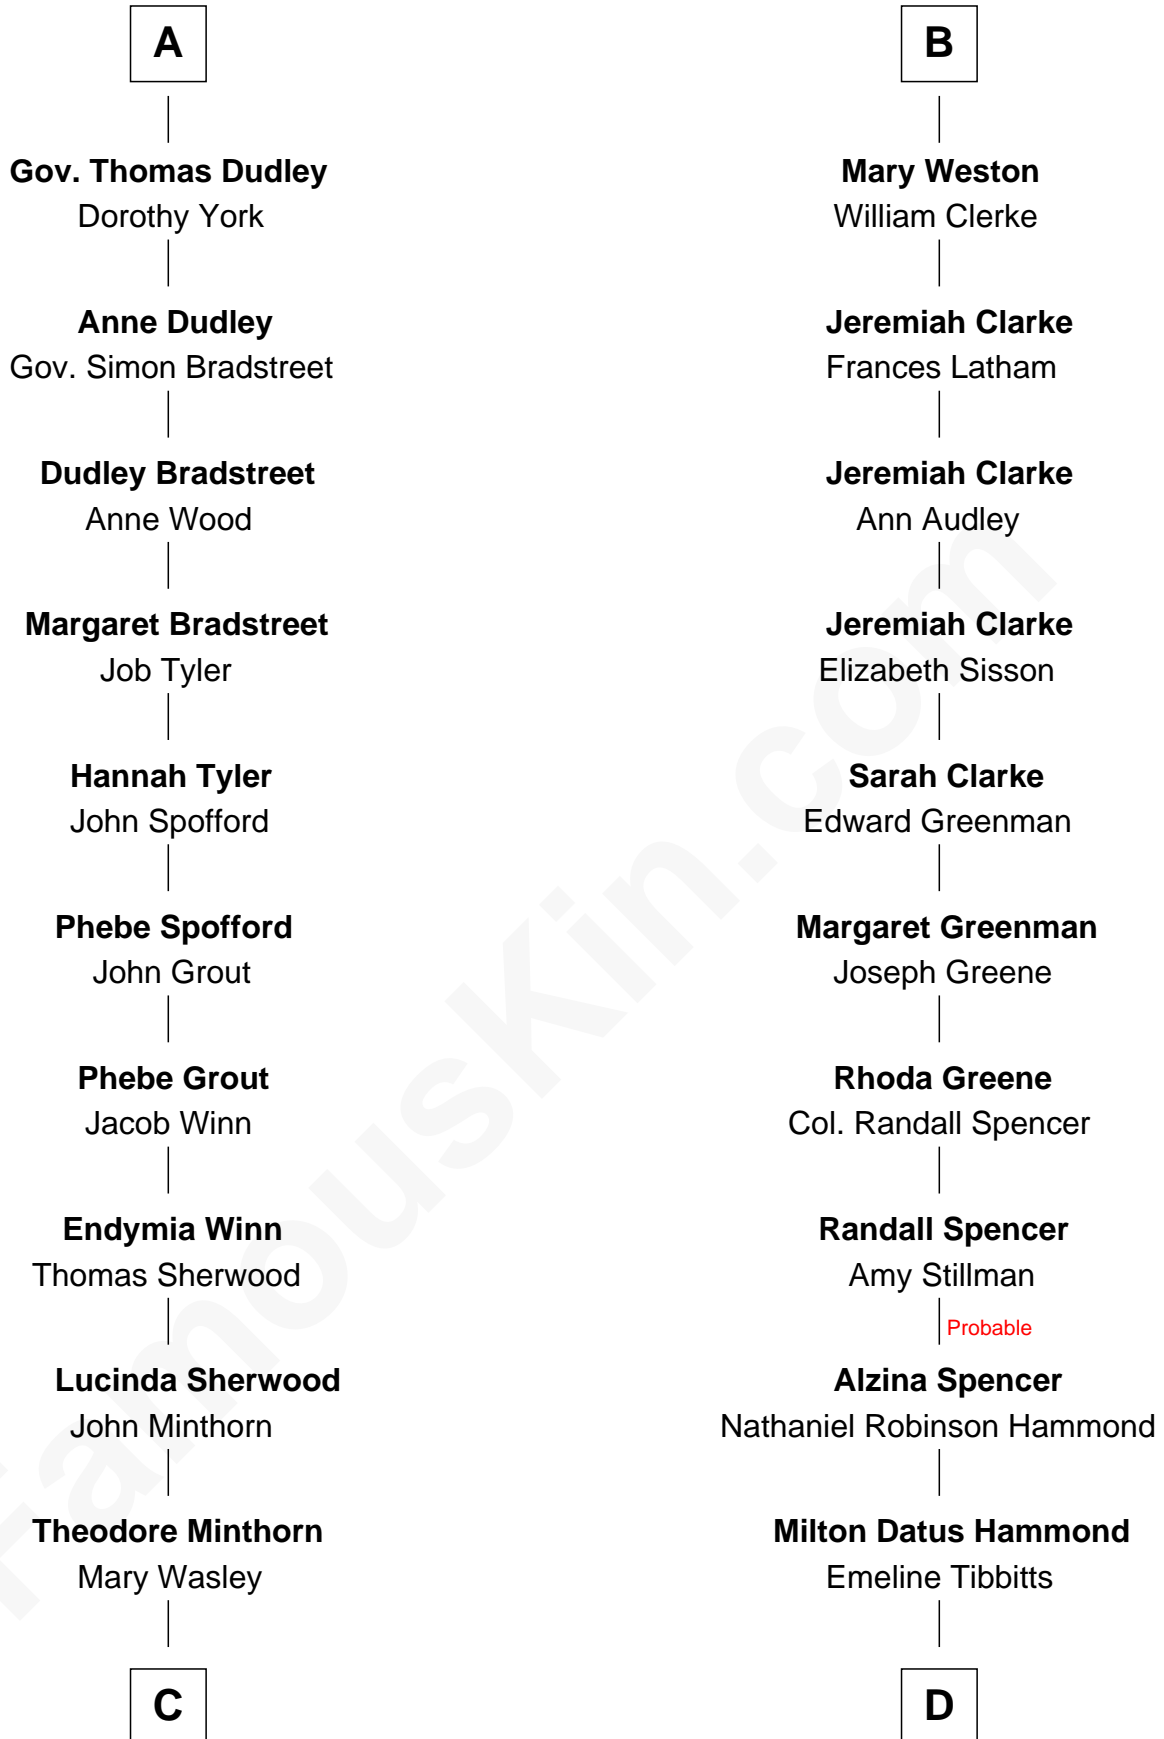 A
Gov. Thomas Dudley
Dorothy York
Anne Dudley
Gov. Simon Bradstreet
Dudley Bradstreet
Anne Wood
Margaret Bradstreet
Job Tyler
Hannah Tyler
John Spofford
Phebe Spofford
John Grout
Phebe Grout
Jacob Winn
Endymia Winn
Thomas Sherwood
Lucinda Sherwood
John Minthorn
Theodore Minthorn
Mary Wasley
C
B
Mary Weston
William Clerke
Jeremiah Clarke
Frances Latham
Jeremiah Clarke
Ann Audley
Jeremiah Clarke
Elizabeth Sisson
Sarah Clarke
Edward Greenman
Margaret Greenman
Joseph Greene
Rhoda Greene
Col. Randall Spencer
Randall Spencer
Amy Stillman
Probable
Alzina Spencer
Nathaniel Robinson Hammond
Milton Datus Hammond
Emeline Tibbitts
D
FamousKin.com